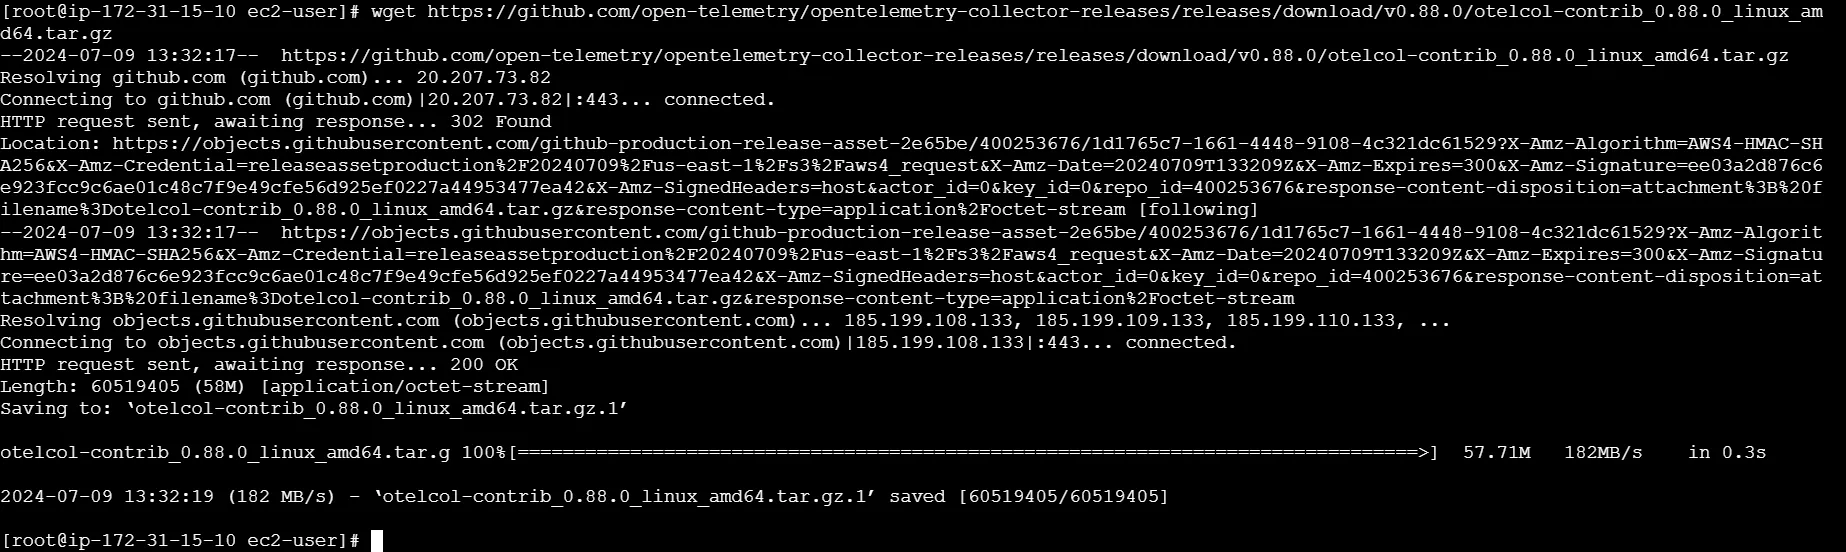 [root@ip-172-31-15-10 ec2-user]# wget https://github.com/open-telemetry/opentelemetry-collector-releases/releases/download/v0.88.0/otelcol-contrib_0.88.0_linux_am
d64.tar.gz
--2024-07-09 13:32:17--  https://github.com/open-telemetry/opentelemetry-collector-releases/releases/download/v0.88.0/otelcol-contrib_0.88.0_linux_amd64.tar.gz
Resolving github.com (github.com)... 20.207.73.82
Connecting to github.com (github.com)|20.207.73.82|:443... connected.
HTTP request sent, awaiting response... 302 Found
Location: https://objects.githubusercontent.com/github-production-release-asset-2e65be/400253676/1d1765c7-1661-4448-9108-4c321dc61529?X-Amz-Algorithm=AWS4-HMAC-SH
A256&X-Amz-Credential=releaseassetproduction%2F20240709%2Fus-east-1%2Fs3%2Faws4_request&X-Amz-Date=20240709T133209Z&X-Amz-Expires=300&X-Amz-Signature=ee03a2d876c6
e923fcc9c6ae01c48c7f9e49cfe56d925ef0227a44953477ea42&X-Amz-SignedHeaders=host&actor_id=0&key_id=0&repo_id=400253676&response-content-disposition=attachment%3B%20f
ilename%3Dotelcol-contrib_0.88.0_linux_amd64.tar.gz&response-content-type=application%2Foctet-stream [following]
--2024-07-09 13:32:17--  https://objects.githubusercontent.com/github-production-release-asset-2e65be/400253676/1d1765c7-1661-4448-9108-4c321dc61529?X-Amz-Algorit
hm=AWS4-HMAC-SHA256&X-Amz-Credential=releaseassetproduction%2F20240709%2Fus-east-1%2Fs3%2Faws4_request&X-Amz-Date=20240709T133209Z&X-Amz-Expires=300&X-Amz-Signatu
re=ee03a2d876c6e923fcc9c6ae01c48c7f9e49cfe56d925ef0227a44953477ea42&X-Amz-SignedHeaders=host&actor_id=0&key_id=0&repo_id=400253676&response-content-disposition=at
tachment%3B%20filename%3Dotelcol-contrib_0.88.0_linux_amd64.tar.gz&response-content-type=application%2Foctet-stream
Resolving objects.githubusercontent.com (objects.githubusercontent.com)... 185.199.108.133, 185.199.109.133, 185.199.110.133, ...
Connecting to objects.githubusercontent.com (objects.githubusercontent.com)|185.199.108.133|:443... connected.
HTTP request sent, awaiting response... 200 OK
Length: 60519405 (58M) [application/octet-stream]
Saving to: ‘otelcol-contrib_0.88.0_linux_amd64.tar.gz.1’
otelcol-contrib_0.88.0_linux_amd64.tar.g 100%[================================================================================>]  57.71M   182MB/s    in 0.3s
2024-07-09 13:32:19 (182 MB/s) - ‘otelcol-contrib_0.88.0_linux_amd64.tar.gz.1’ saved [60519405/60519405]
[root@ip-172-31-15-10 ec2-user]#